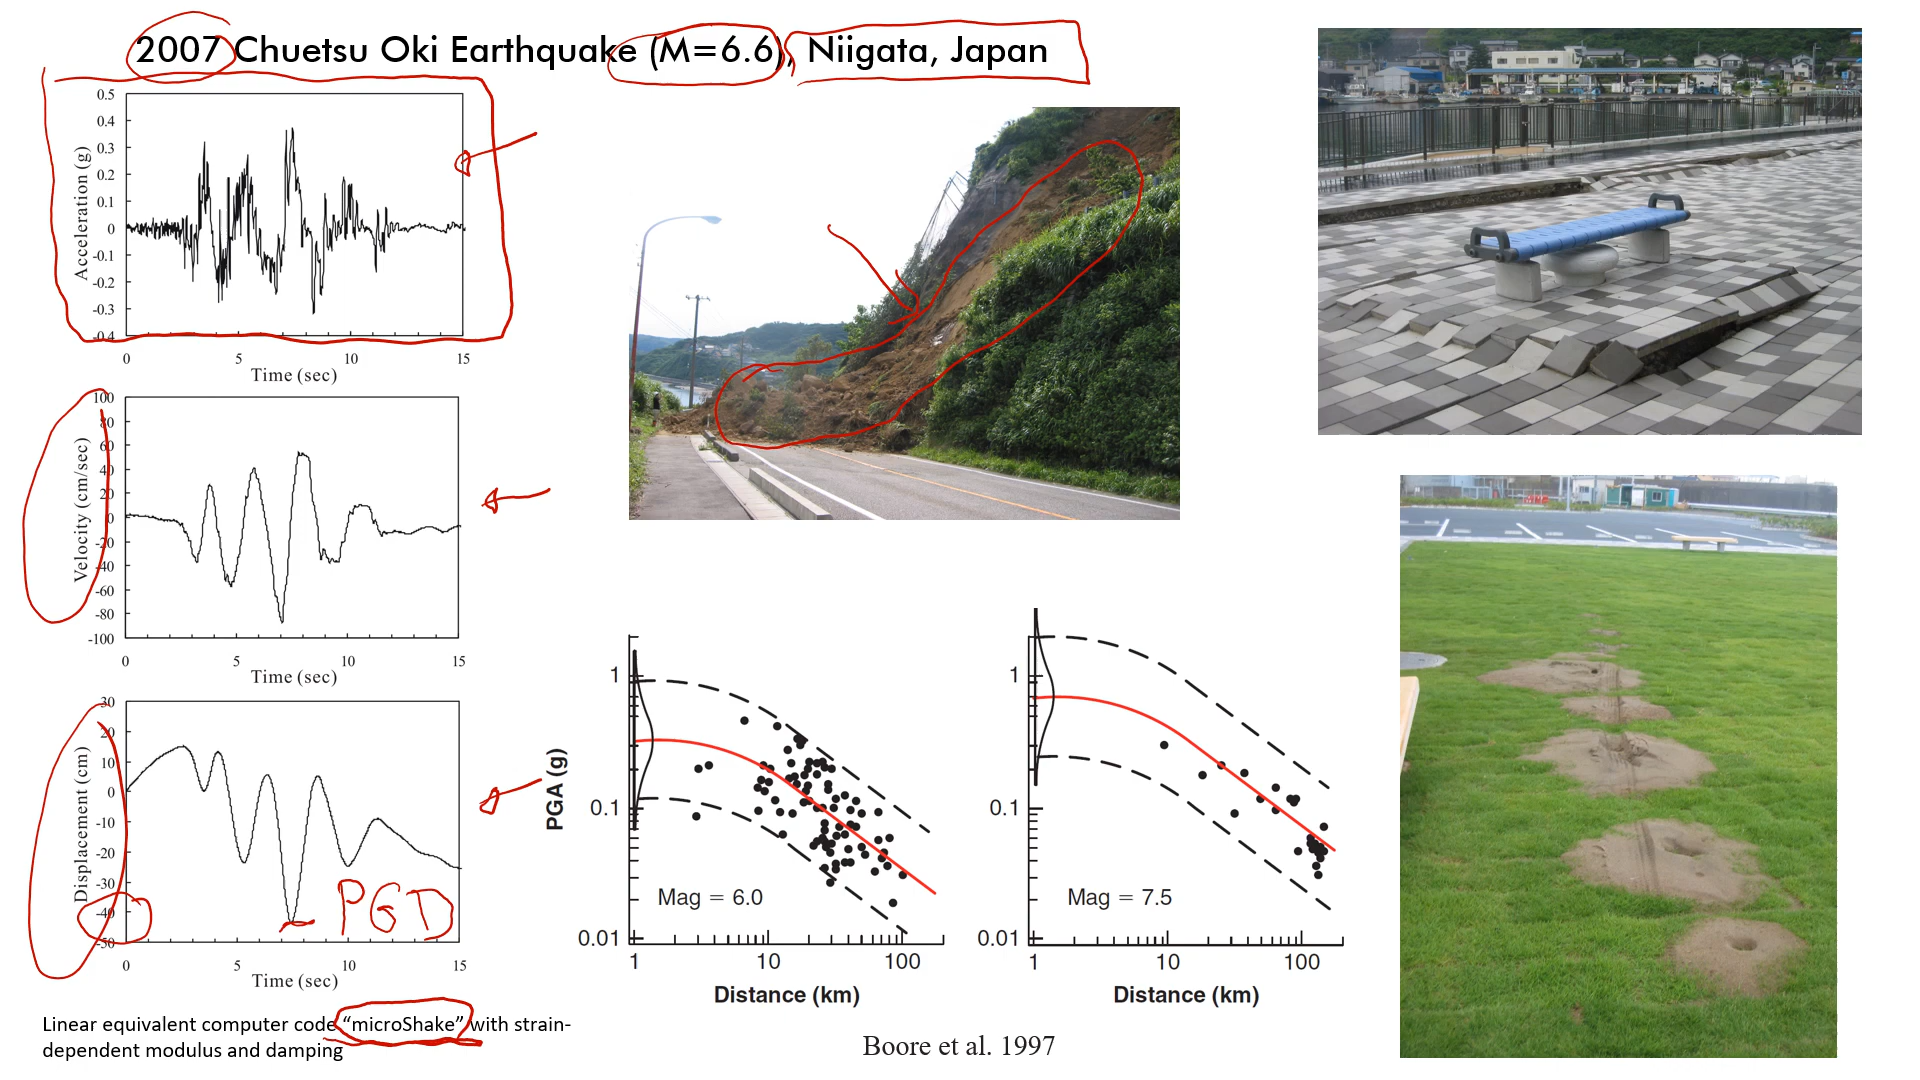 2007 Chuetsu Oki Earthquake (M=6.6), Niigata, Japan
Acceleration (g)
0.5
0.4
0.3
0.2
0.1
0
-0.1
-0.2
-0.3
-0.4
0 5 10 15
Time (sec)
Velocity (cm/sec)
100
80
60
40
20
0
-20
-40
-60
-80
-100
0 5 10 15
Time (sec)
Displacement (cm)
30
20
10
0
-10
-20
-30
-40
-50
PGD
0 5 10 15
Time (sec)
Linear equivalent computer code “microShake” with strain-
dependent modulus and damping
PGA (g)
1
0.1
0.01
Mag = 6.0
1 10 100
Distance (km)
1
0.1
0.01
Mag = 7.5
1 10 100
Distance (km)
Boore et al. 1997